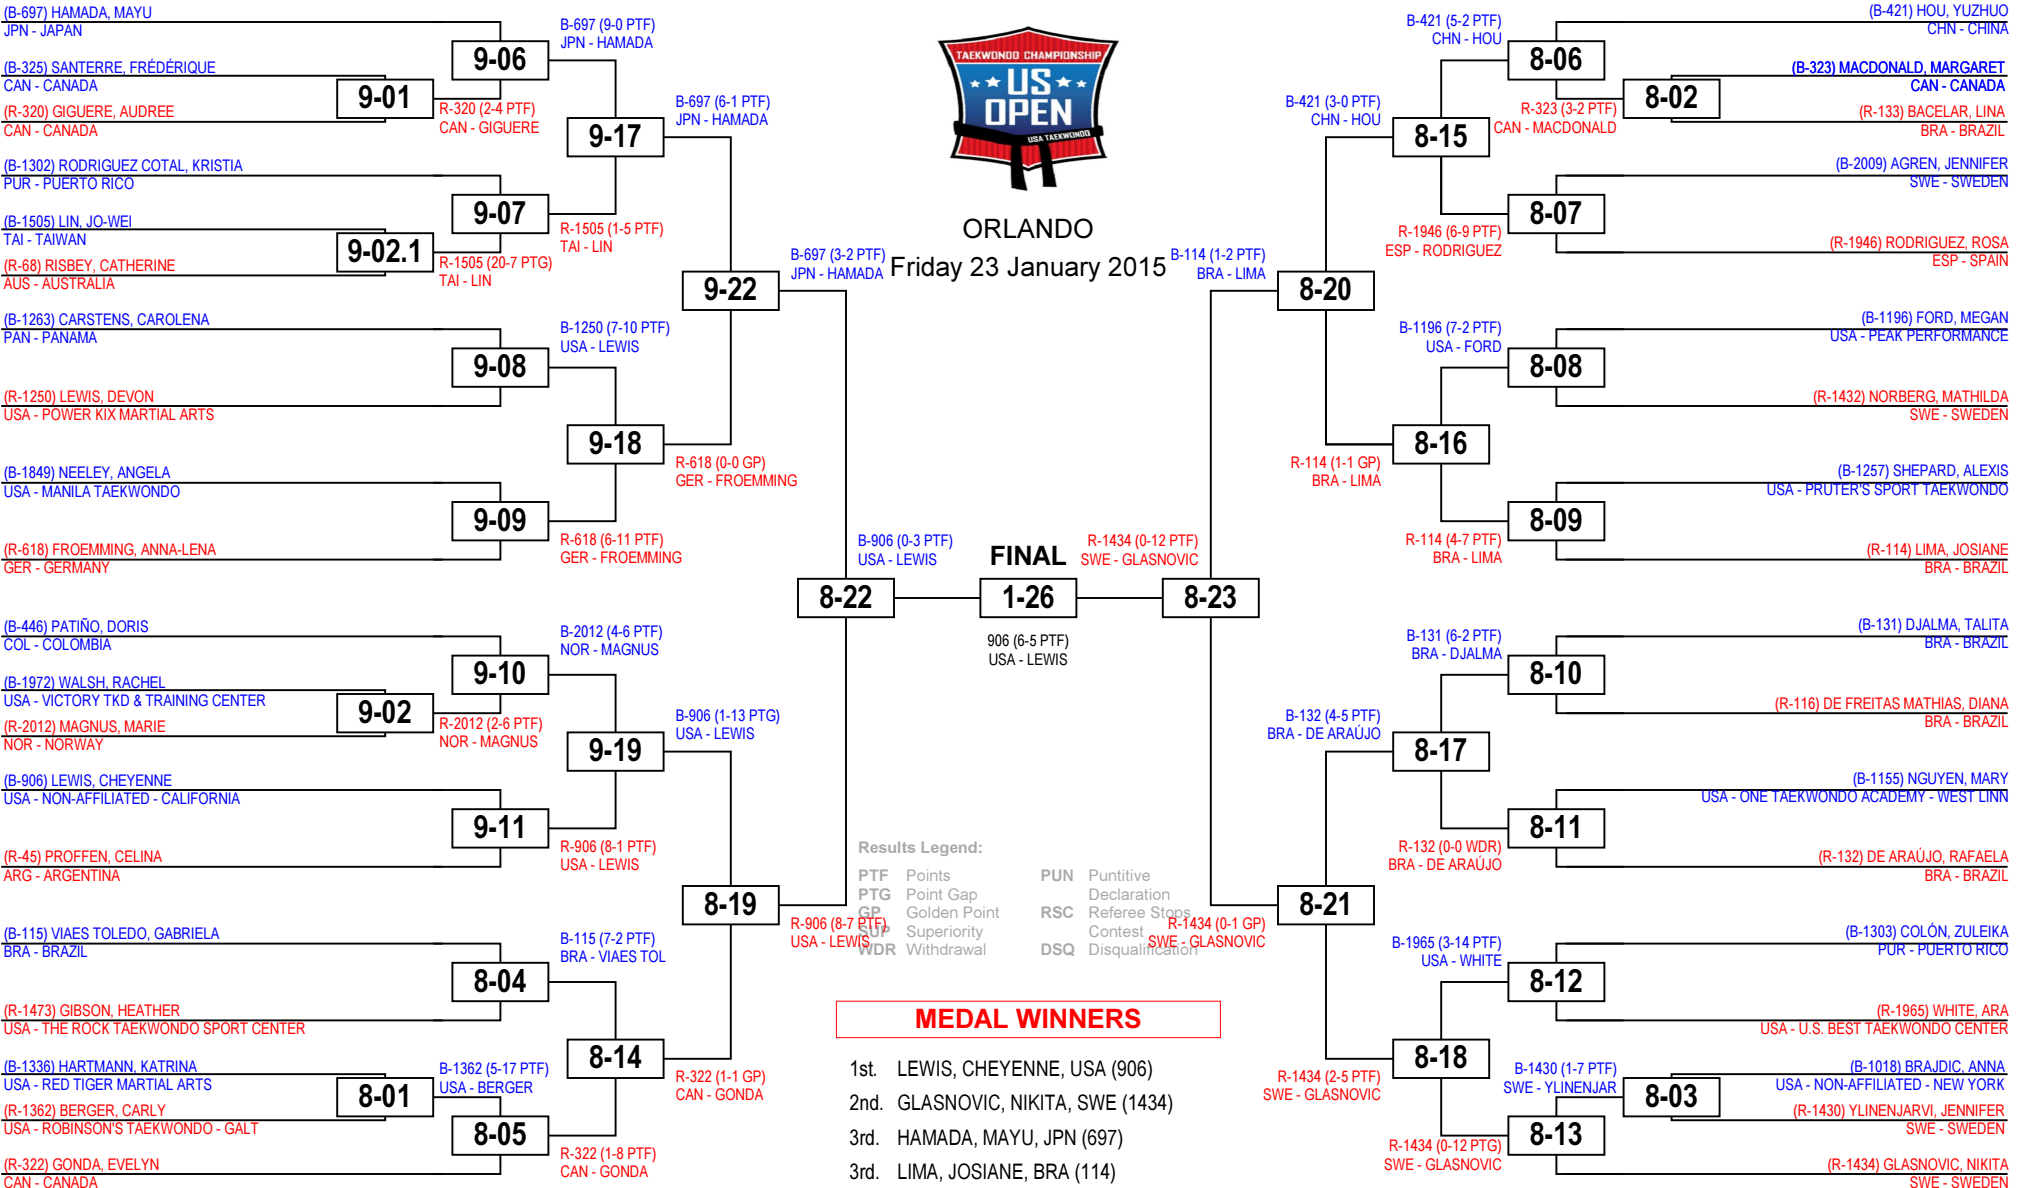 (B-697) HAMADA, MAYU
JPN - JAPAN
(B-325) SANTERRE, FRÉDÉRIQUE
CAN - CANADA
(R-320) GIGUERE, AUDREE
CAN - CANADA
(B-1302) RODRIGUEZ COTAL, KRISTIA
PUR - PUERTO RICO
(B-1505) LIN, JO-WEI
TAI - TAIWAN
(R-68) RISBEY, CATHERINE
AUS - AUSTRALIA
(B-1263) CARSTENS, CAROLENA
PAN - PANAMA
(R-1250) LEWIS, DEVON
USA - POWER KIX MARTIAL ARTS
(B-1849) NEELEY, ANGELA
USA - MANILA TAEKWONDO
(R-618) FROEMMING, ANNA-LENA
GER - GERMANY
(B-446) PATIÑO, DORIS
COL - COLOMBIA
(B-1972) WALSH, RACHEL
USA - VICTORY TKD & TRAINING CENTER
(R-2012) MAGNUS, MARIE
NOR - NORWAY
(B-906) LEWIS, CHEYENNE
USA - NON-AFFILIATED - CALIFORNIA
(R-45) PROFFEN, CELINA
ARG - ARGENTINA
(B-115) VIAES TOLEDO, GABRIELA
BRA - BRAZIL
(R-1473) GIBSON, HEATHER
USA - THE ROCK TAEKWONDO SPORT CENTER
(B-1336) HARTMANN, KATRINA
USA - RED TIGER MARTIAL ARTS
(R-1362) BERGER, CARLY
USA - ROBINSON'S TAEKWONDO - GALT
(R-322) GONDA, EVELYN
CAN - CANADA
9-01
9-02.1
9-02
8-01
R-320 (2-4 PTF)
CAN - GIGUERE
R-1505 (20-7 PTG)
TAI - LIN
R-2012 (2-6 PTF)
NOR - MAGNUS
B-1362 (5-17 PTF)
USA - BERGER
9-06
9-07
9-08
9-09
9-10
9-11
8-04
8-05
B-697 (9-0 PTF)
JPN - HAMADA
R-1505 (1-5 PTF)
TAI - LIN
B-1250 (7-10 PTF)
USA - LEWIS
R-618 (6-11 PTF)
GER - FROEMMING
B-2012 (4-6 PTF)
NOR - MAGNUS
R-906 (8-1 PTF)
USA - LEWIS
B-115 (7-2 PTF)
BRA - VIAES TOL
R-322 (1-8 PTF)
CAN - GONDA
9-17
9-18
9-19
8-14
B-697 (6-1 PTF)
JPN - HAMADA
R-618 (0-0 GP)
GER - FROEMMING
B-906 (1-13 PTG)
USA - LEWIS
R-322 (1-1 GP)
CAN - GONDA
9-22
8-19
B-697 (3-2 PTF)
JPN - HAMADA
R-906 (8-7 PTF)
USA - LEWIS
8-22
B-906 (0-3 PTF)
USA - LEWIS
TAEKWONDO CHAMPIONSHIP
US
OPEN
USA TAEKWONDO
ORLANDO
Friday 23 January 2015
FINAL
1-26
906 (6-5 PTF)
USA - LEWIS
Results Legend:
PTF Points
PTG Point Gap
GP Golden Point
SUP Superiority
WDR Withdrawal
PUN Puntitive
Declaration
RSC Referee Stops
Contest
DSQ Disqualification
MEDAL WINNERS
1st. LEWIS, CHEYENNE, USA (906)
2nd. GLASNOVIC, NIKITA, SWE (1434)
3rd. HAMADA, MAYU, JPN (697)
3rd. LIMA, JOSIANE, BRA (114)
R-1434 (0-12 PTF)
SWE - GLASNOVIC
8-23
B-114 (1-2 PTF)
BRA - LIMA
R-1434 (0-1 GP)
SWE - GLASNOVIC
8-20
8-21
B-421 (3-0 PTF)
CHN - HOU
R-114 (1-1 GP)
BRA - LIMA
B-132 (4-5 PTF)
BRA - DE ARAÚJO
R-1434 (2-5 PTF)
SWE - GLASNOVIC
8-15
8-16
8-17
8-18
B-421 (5-2 PTF)
CHN - HOU
R-1946 (6-9 PTF)
ESP - RODRIGUEZ
B-1196 (7-2 PTF)
USA - FORD
R-114 (4-7 PTF)
BRA - LIMA
B-131 (6-2 PTF)
BRA - DJALMA
R-132 (0-0 WDR)
BRA - DE ARAÚJO
B-1965 (3-14 PTF)
USA - WHITE
R-1434 (0-12 PTG)
SWE - GLASNOVIC
8-06
8-07
8-08
8-09
8-10
8-11
8-12
8-13
R-323 (3-2 PTF)
CAN - MACDONALD
B-1430 (1-7 PTF)
SWE - YLINENJAR
8-02
8-03
(B-421) HOU, YUZHUO
CHN - CHINA
(B-323) MACDONALD, MARGARET
CAN - CANADA
(R-133) BACELAR, LINA
BRA - BRAZIL
(B-2009) AGREN, JENNIFER
SWE - SWEDEN
(R-1946) RODRIGUEZ, ROSA
ESP - SPAIN
(B-1196) FORD, MEGAN
USA - PEAK PERFORMANCE
(R-1432) NORBERG, MATHILDA
SWE - SWEDEN
(B-1257) SHEPARD, ALEXIS
USA - PRUTER'S SPORT TAEKWONDO
(R-114) LIMA, JOSIANE
BRA - BRAZIL
(B-131) DJALMA, TALITA
BRA - BRAZIL
(R-116) DE FREITAS MATHIAS, DIANA
BRA - BRAZIL
(B-1155) NGUYEN, MARY
USA - ONE TAEKWONDO ACADEMY - WEST LINN
(R-132) DE ARAÚJO, RAFAELA
BRA - BRAZIL
(B-1303) COLÓN, ZULEIKA
PUR - PUERTO RICO
(R-1965) WHITE, ARA
USA - U.S. BEST TAEKWONDO CENTER
(B-1018) BRAJDIC, ANNA
USA - NON-AFFILIATED - NEW YORK
(R-1430) YLINENJARVI, JENNIFER
SWE - SWEDEN
(R-1434) GLASNOVIC, NIKITA
SWE - SWEDEN